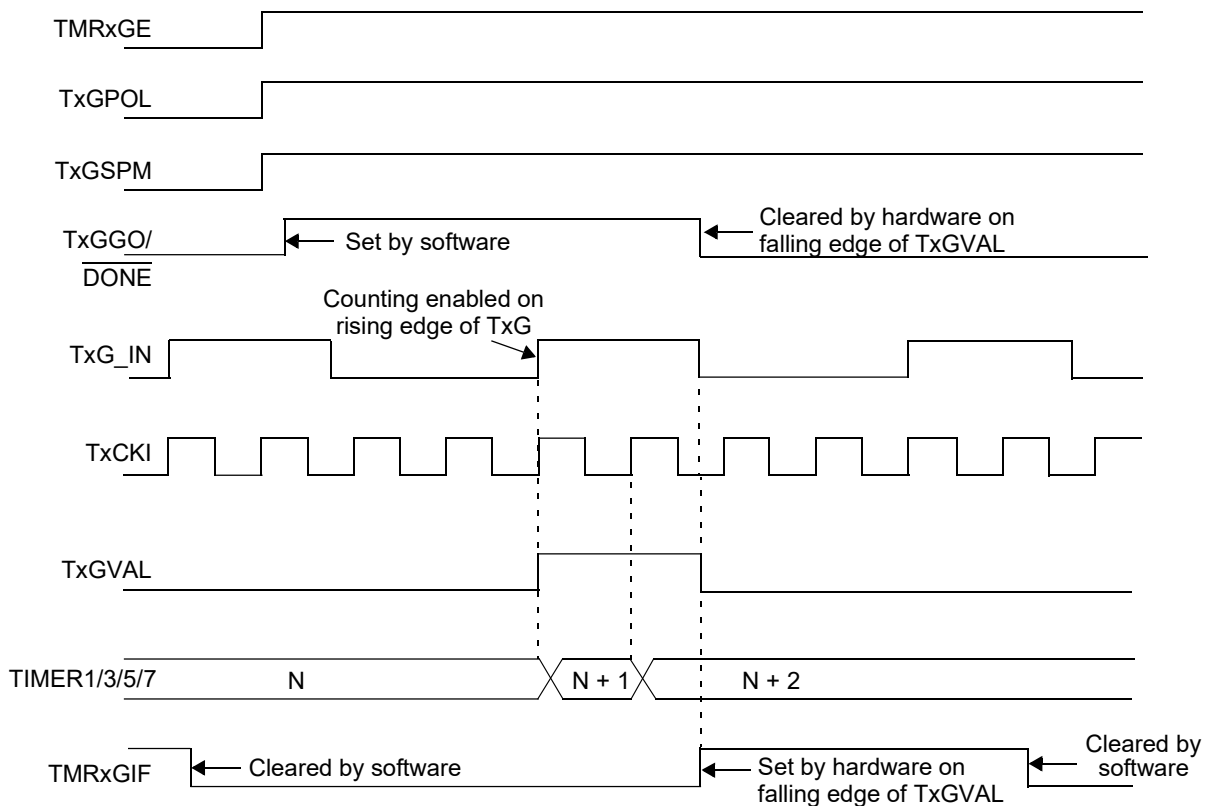 TMRxGE
TxGPOL
TxGSPM
TxGGO/
DONE
Set by software
Cleared by hardware on
falling edge of TxGVAL
Counting enabled on
rising edge of TxG
TxG_IN
TxCKI
TxGVAL
TIMER1/3/5/7
N
N + 1
N + 2
TMRxGIF
Cleared by software
Set by hardware on
falling edge of TxGVAL
Cleared by
software